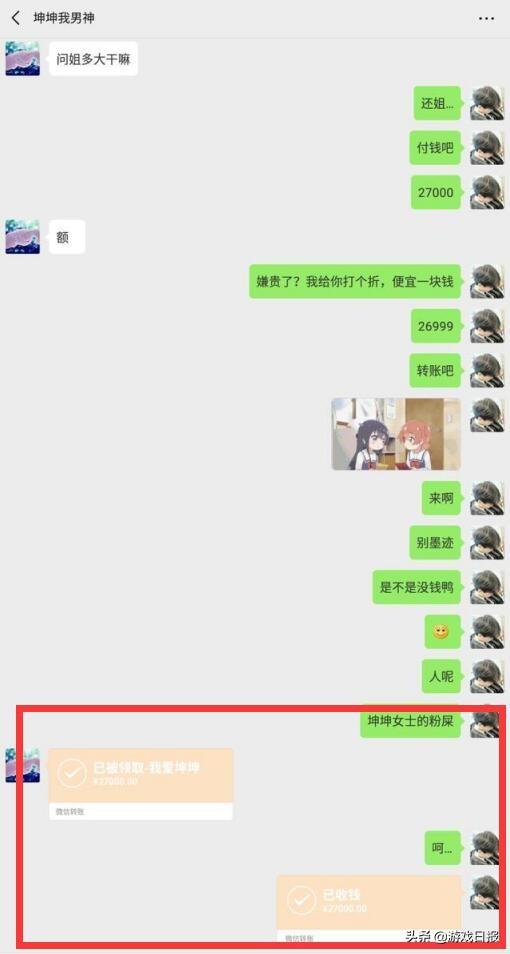 坤坤我男神
问姐多大干嘛
还姐...
付钱吧
27000
额
嫌贵了？我给你打个折，便宜一块钱
26999
转账吧
来啊
别墨迹
是不是没钱鸭
人呢
坤坤女士的粉屎
已被领取-我爱坤坤
¥27000.00
微信转账
呵...
已收钱
¥27000.00
微信转账
头条 @游戏日报